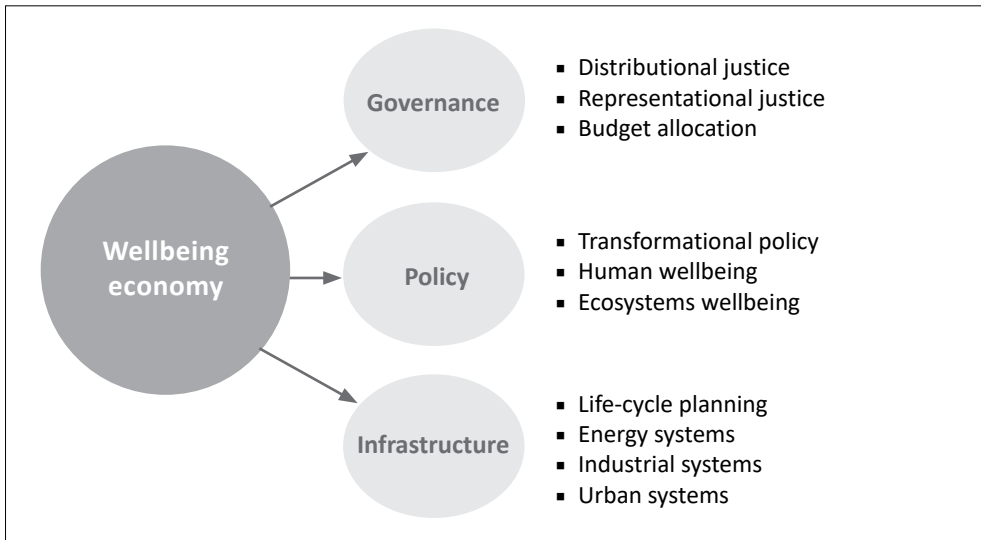 Wellbeing
economy
Governance
▪ Distributional justice
▪ Representational justice
▪ Budget allocation
Policy
▪ Transformational policy
▪ Human wellbeing
▪ Ecosystems wellbeing
Infrastructure
▪ Life-cycle planning
▪ Energy systems
▪ Industrial systems
▪ Urban systems